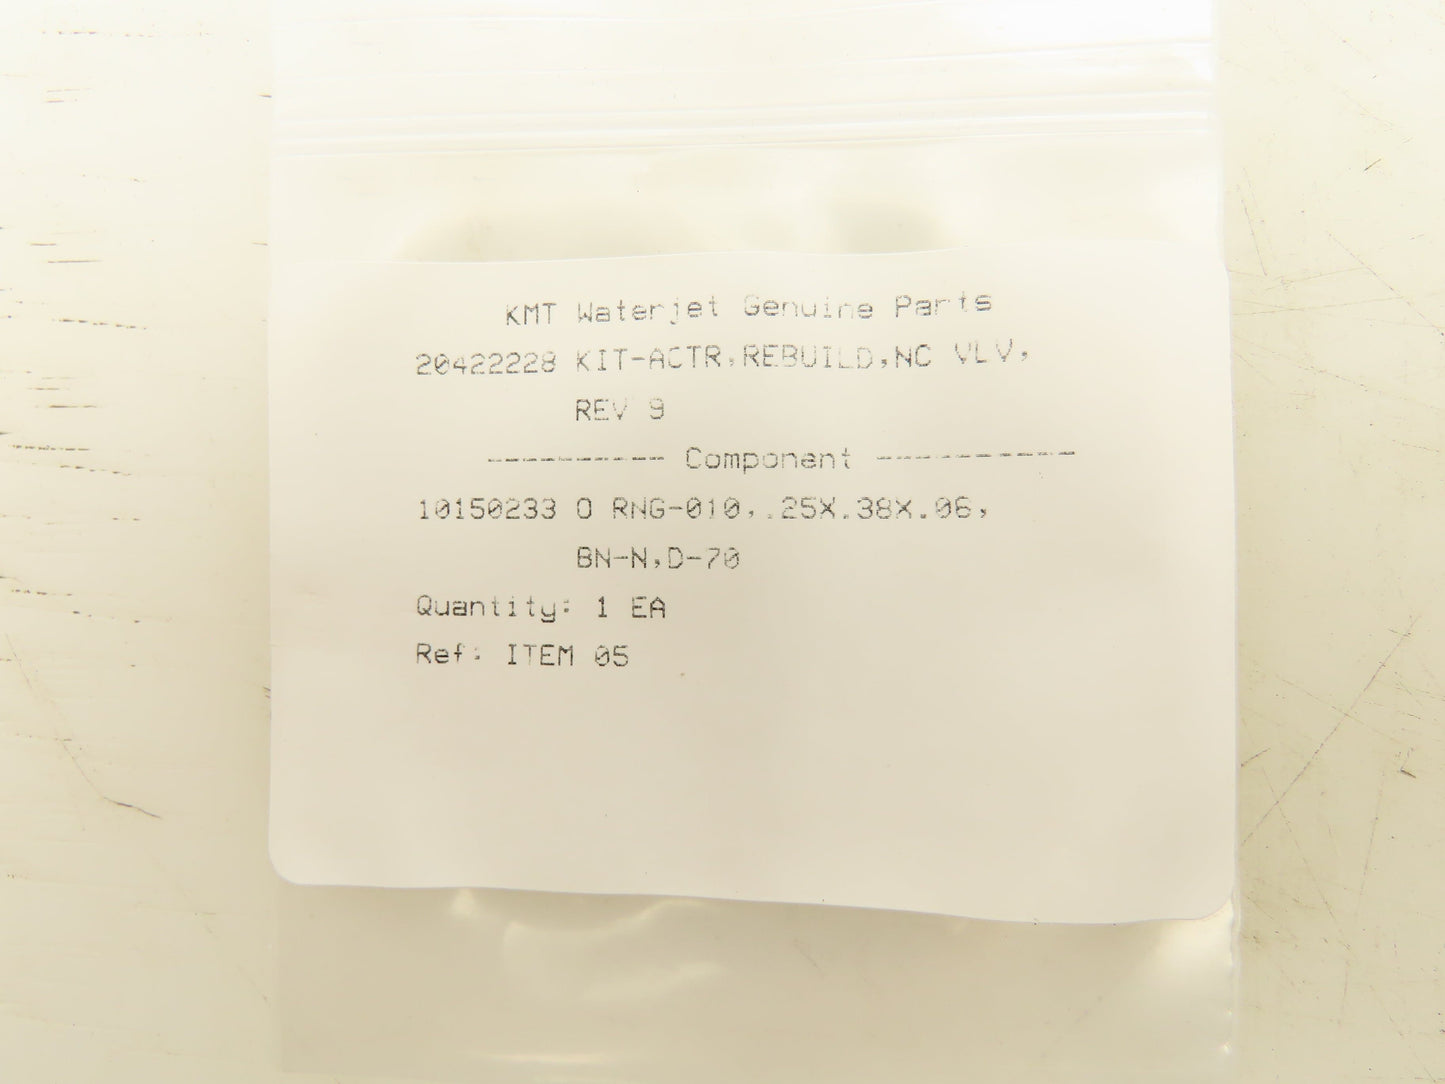 KMT Waterjet Genuine Parts
20422228 KIT-ACTR,REBUILD,NC VLV,
REV 9
---------- Component -----------
10150233 O RNG-010,.25X.38X.06,
BN-N,D-70
Quantity: 1 EA
Ref: ITEM 05